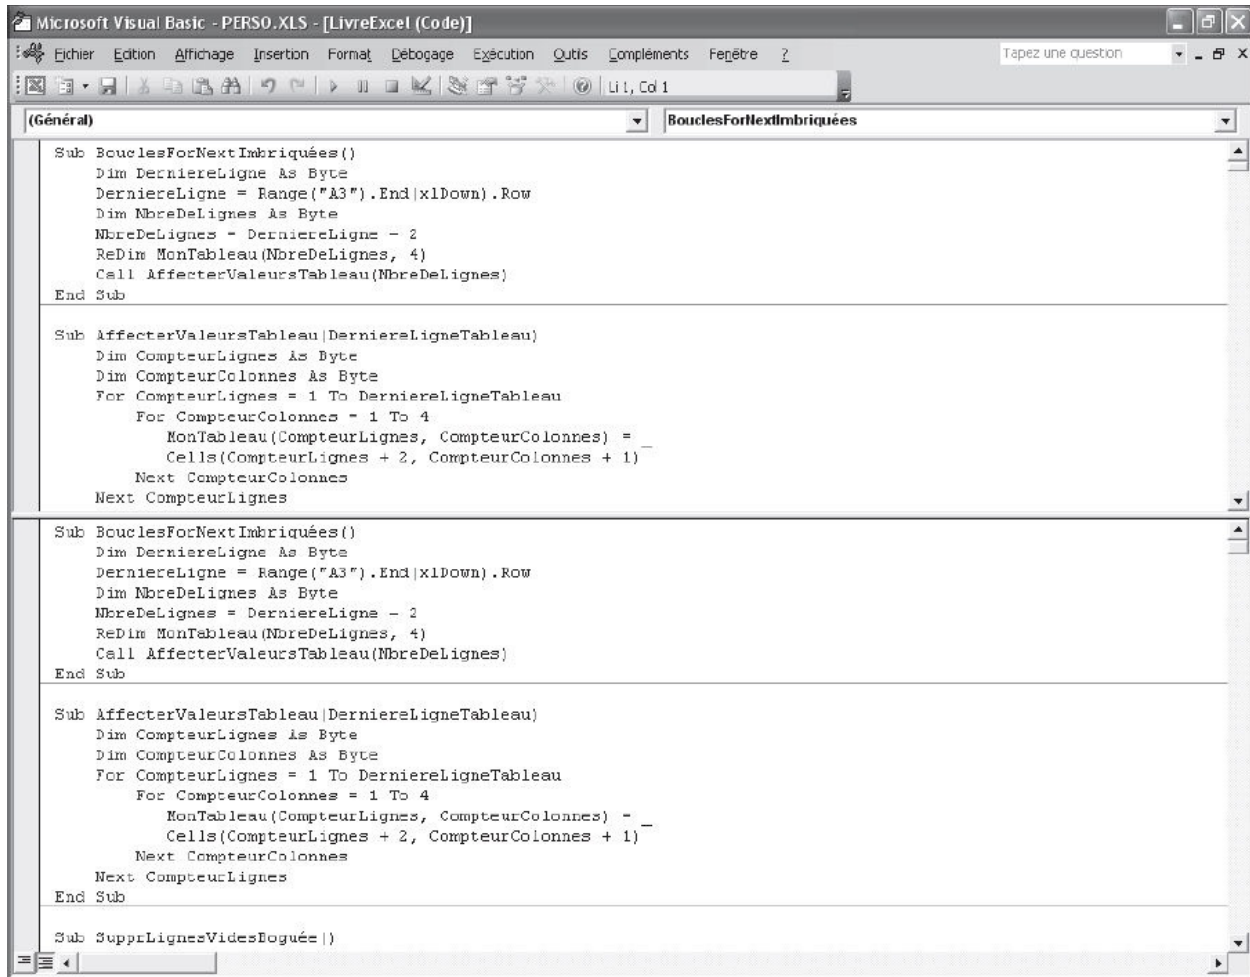 Microsoft Visual Basic - PERSO.XLS - [LivreExcel (Code)]
Fichier Edition Affichage Insertion Format Débogage Exécution Outils Compléments Fenêtre ?
Tapez une question
Li 1, Col 1
(Général)
BouclesForNextImbriquées
Sub BouclesForNextImbriquées()
Dim DerniereLigne As Byte
DerniereLigne = Range("A3").End(xlDown).Row
Dim NbreDeLignes As Byte
NbreDeLignes = DerniereLigne - 2
ReDim MonTableau(NbreDeLignes, 4)
Call AffecterValeursTableau(NbreDeLignes)
End Sub
Sub AffecterValeursTableau(DerniereLigneTableau)
Dim CompteurLignes As Byte
Dim CompteurColonnes As Byte
For CompteurLignes = 1 To DerniereLigneTableau
For CompteurColonnes = 1 To 4
MonTableau(CompteurLignes, CompteurColonnes) = _
Cells(CompteurLignes + 2, CompteurColonnes + 1)
Next CompteurColonnes
Next CompteurLignes
Sub BouclesForNextImbriquées()
Dim DerniereLigne As Byte
DerniereLigne = Range("A3").End(xlDown).Row
Dim NbreDeLignes As Byte
NbreDeLignes = DerniereLigne - 2
ReDim MonTableau(NbreDeLignes, 4)
Call AffecterValeursTableau(NbreDeLignes)
End Sub
Sub AffecterValeursTableau(DerniereLigneTableau)
Dim CompteurLignes As Byte
Dim CompteurColonnes As Byte
For CompteurLignes = 1 To DerniereLigneTableau
For CompteurColonnes = 1 To 4
MonTableau(CompteurLignes, CompteurColonnes) = _
Cells(CompteurLignes + 2, CompteurColonnes + 1)
Next CompteurColonnes
Next CompteurLignes
End Sub
Sub SupprLignesVidesBoguée()